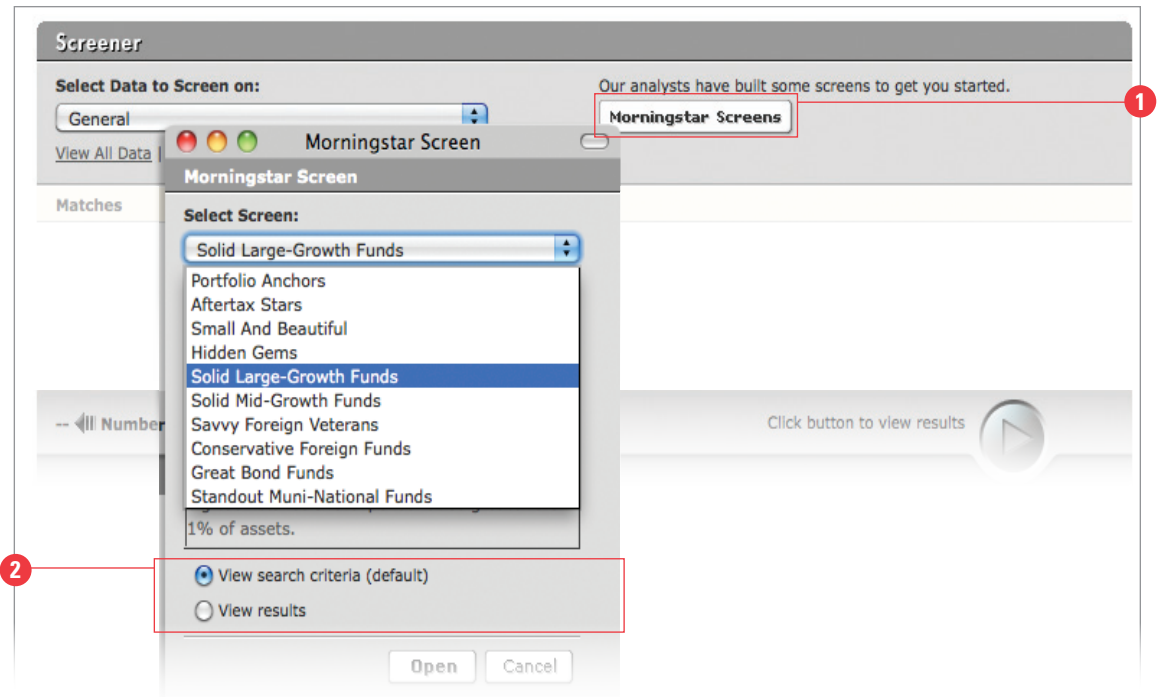 Screener
Select Data to Screen on:
Our analysts have built some screens to get you started.
General
Morningstar Screens
1
View All Data |
Morningstar Screen
Morningstar Screen
Matches
Select Screen:
Solid Large-Growth Funds
Portfolio Anchors
Aftertax Stars
Small And Beautiful
Hidden Gems
Solid Large-Growth Funds
Solid Mid-Growth Funds
Savvy Foreign Veterans
Conservative Foreign Funds
Great Bond Funds
Standout Muni-National Funds
-- Number
Click button to view results
1% of assets.
2
View search criteria (default)
View results
Open
Cancel